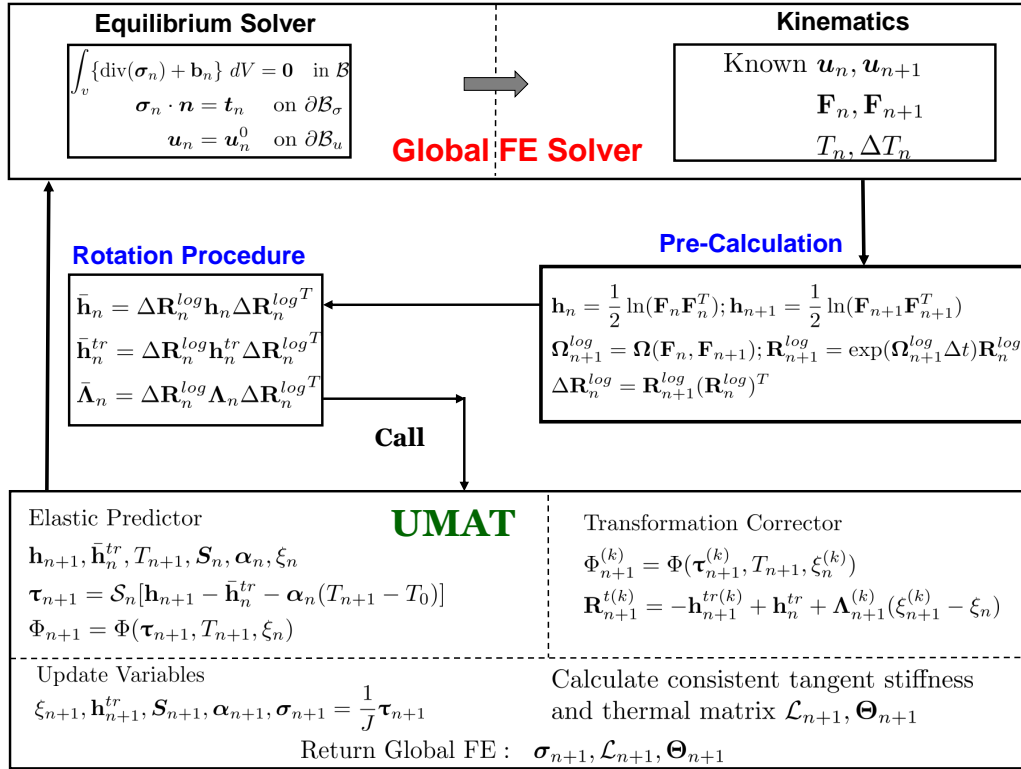 Equilibrium Solver
∫_v {div(σ_n) + b_n} dV = 0 in ℬ
σ_n · n = t_n on ∂ℬ_σ
u_n = u_n^0 on ∂ℬ_u
Kinematics
Known u_n, u_{n+1}
F_n, F_{n+1}
T_n, ΔT_n
Global FE Solver
Rotation Procedure
h̄_n = ΔR_n^{log} h_n ΔR_n^{log T}
h̄_n^{tr} = ΔR_n^{log} h_n^{tr} ΔR_n^{log T}
Λ̄_n = ΔR_n^{log} Λ_n ΔR_n^{log T}
Pre-Calculation
h_n = 1/2 ln(F_n F_n^T); h_{n+1} = 1/2 ln(F_{n+1} F_{n+1}^T)
Ω_{n+1}^{log} = Ω(F_n, F_{n+1}); R_{n+1}^{log} = exp(Ω_{n+1}^{log} Δt) R_n^{log}
ΔR_n^{log} = R_{n+1}^{log} (R_n^{log})^T
Call
UMAT
Elastic Predictor
h_{n+1}, h̄_n^{tr}, T_{n+1}, S_n, α_n, ξ_n
τ_{n+1} = 𝒮_n[h_{n+1} − h̄_n^{tr} − α_n(T_{n+1} − T_0)]
Φ_{n+1} = Φ(τ_{n+1}, T_{n+1}, ξ_n)
Transformation Corrector
Φ_{n+1}^{(k)} = Φ(τ_{n+1}^{(k)}, T_{n+1}, ξ_n^{(k)})
R_{n+1}^{t(k)} = −h_{n+1}^{tr(k)} + h_n^{tr} + Λ_{n+1}^{(k)}(ξ_{n+1}^{(k)} − ξ_n)
Update Variables
ξ_{n+1}, h_{n+1}^{tr}, S_{n+1}, α_{n+1}, σ_{n+1} = 1/J τ_{n+1}
Calculate consistent tangent stiffness
and thermal matrix ℒ_{n+1}, Θ_{n+1}
Return Global FE : σ_{n+1}, ℒ_{n+1}, Θ_{n+1}